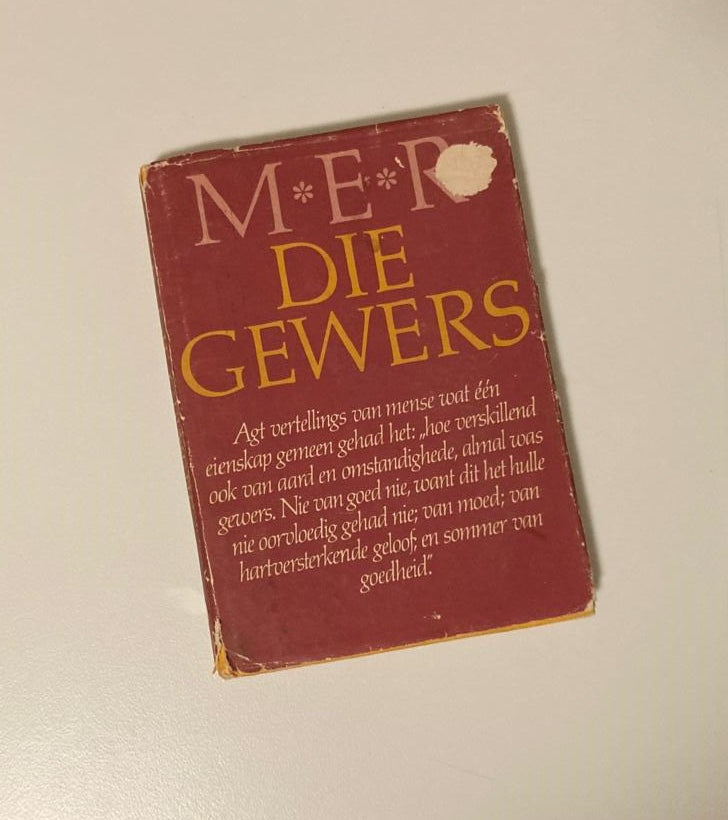 M*E*R
DIE
GEWERS
Agt vertellings van mense wat één
eienskap gemeen gehad het: „hoe verskillend
ook van aard en omstandighede, almal was
gewers. Nie van goed nie, want dit het hulle
nie oorvloedig gehad nie; van moed; van
hartversterkende geloof; en sommer van
goedheid".